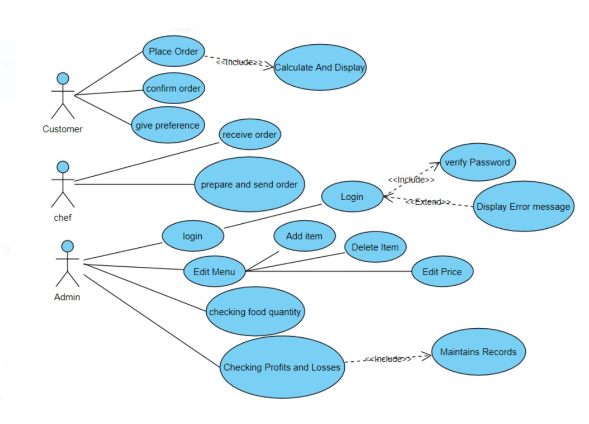 Place Order
<<Include>>
Calculate And Display
confirm order
Customer
give preference
receive order
verify Password
<<Include>>
chef
prepare and send order
Login
<<Extend>>
Display Error message
login
Add item
Delete Item
Admin
Edit Menu
Edit Price
checking food quantity
Checking Profits and Losses
<<Include>>
Maintains Records